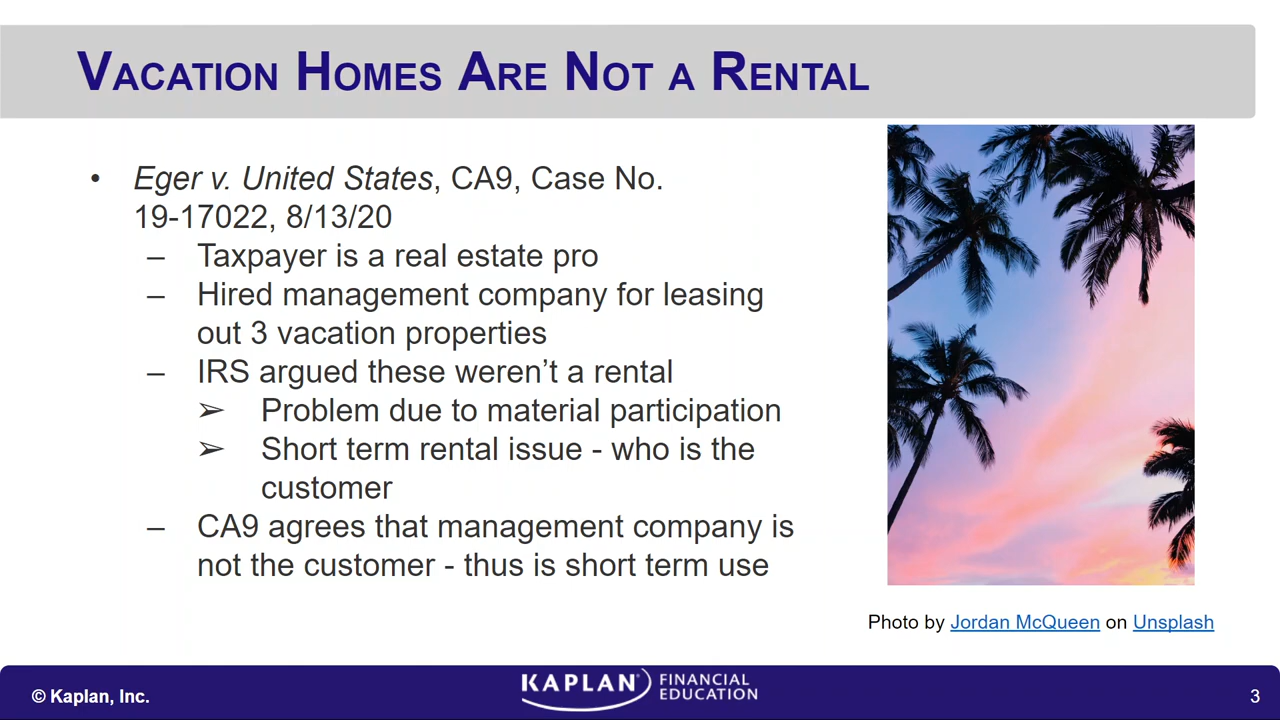 Vacation Homes Are Not a Rental
• Eger v. United States, CA9, Case No.
19-17022, 8/13/20
– Taxpayer is a real estate pro
– Hired management company for leasing
out 3 vacation properties
– IRS argued these weren’t a rental
➢ Problem due to material participation
➢ Short term rental issue - who is the
customer
– CA9 agrees that management company is
not the customer - thus is short term use
Photo by Jordan McQueen on Unsplash
© Kaplan, Inc.
KAPLAN® FINANCIAL
EDUCATION
3